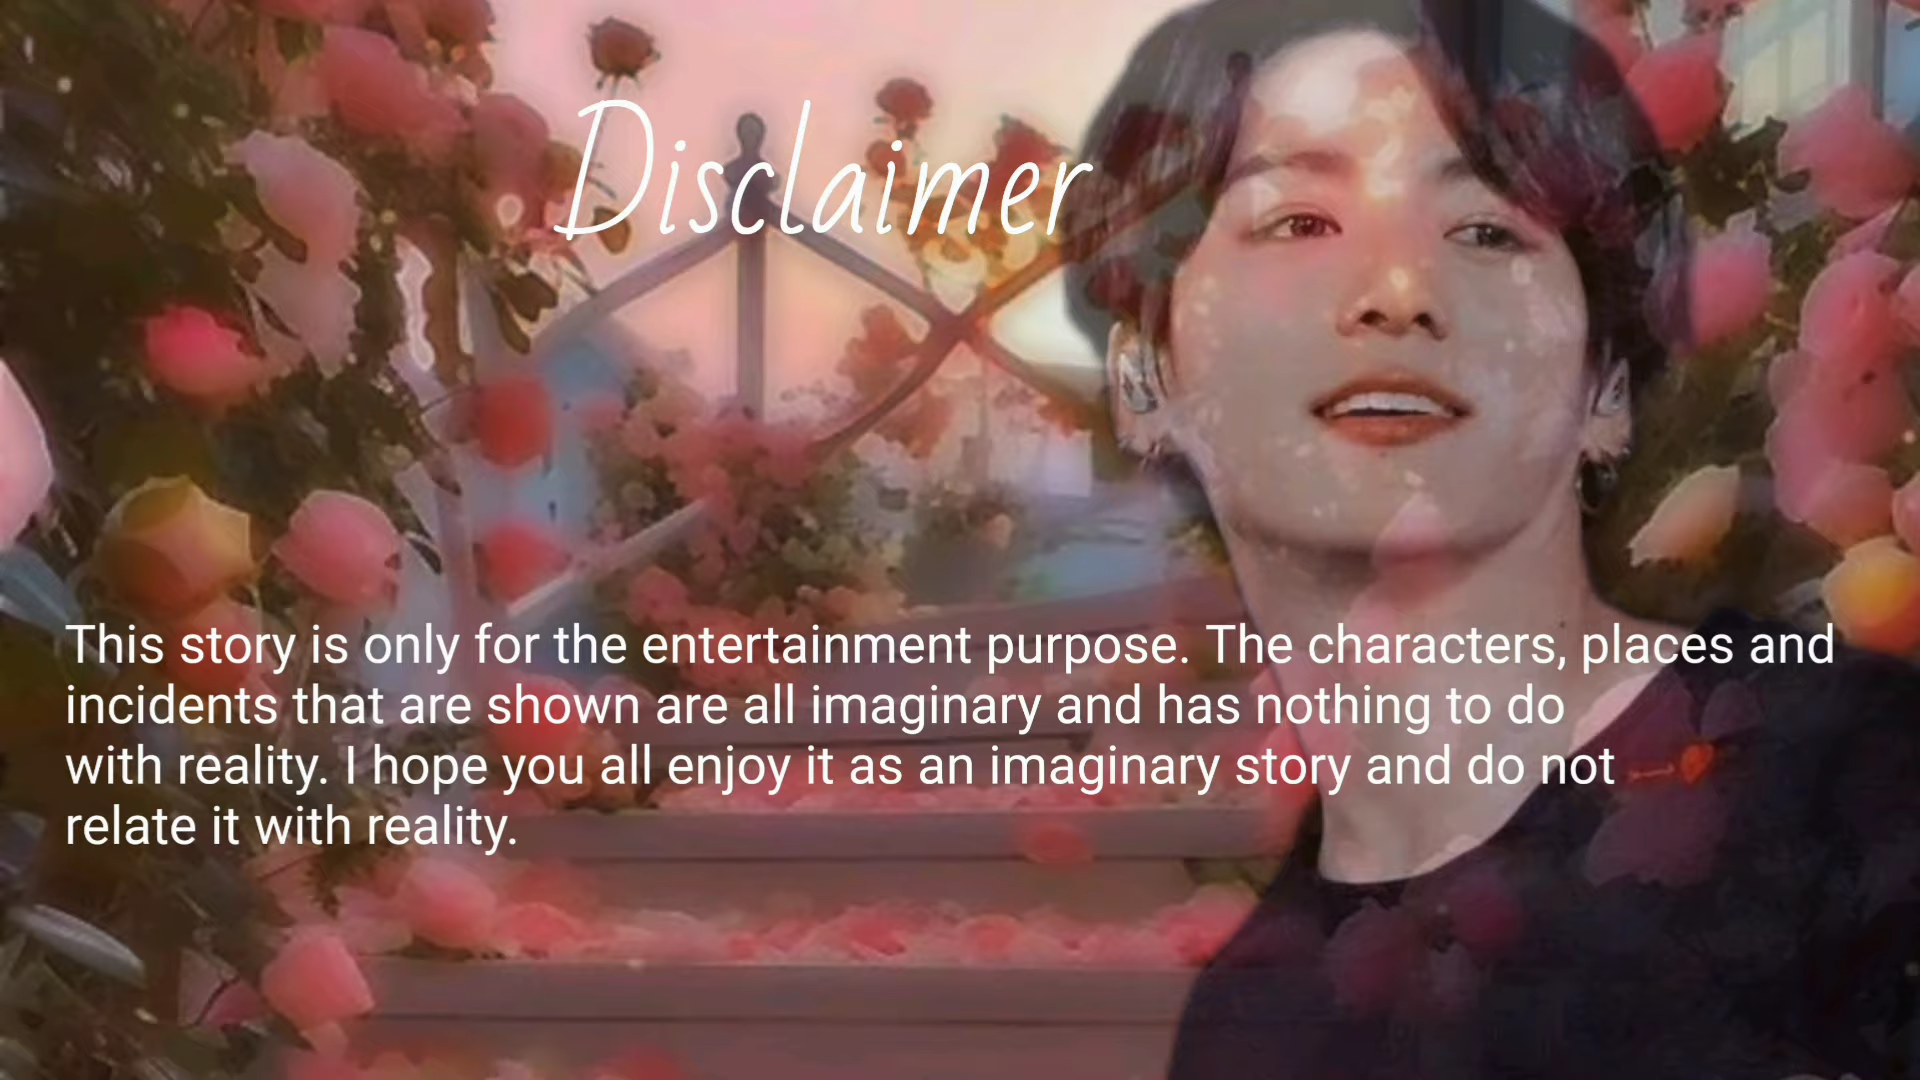 Disclaimer
This story is only for the entertainment purpose. The characters, places and
incidents that are shown are all imaginary and has nothing to do
with reality. I hope you all enjoy it as an imaginary story and do not
relate it with reality.